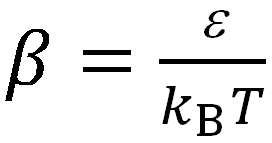 β = ε / k_B T